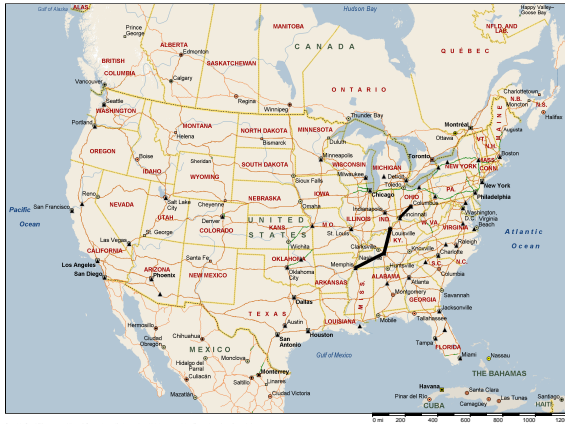 Gulf of Alaska
ALAS.
Hudson Bay
Happy Valley–
Goose Bay
Prince
George
MANITOBA
NFL'D. AND
LAB.
ALBERTA
Edmonton
CANADA
QUÉBEC
BRITISH
COLUMBIA
SASKATCHEWAN
Calgary
Vancouver
ONTARIO
Charlottetown
N.B.
Moncton
N.S.
Halifax
Seattle
WASHINGTON
Regina
Winnipeg
Thunder Bay
MAINE
Portland
MONTANA
Helena
NORTH DAKOTA
Bismarck
MINNESOTA
Duluth
Montréal
Ottawa
Augusta
VT.
N.H.
OREGON
Boise
IDAHO
Sheridan
SOUTH DAKOTA
Minneapolis
WISCONSIN
MICHIGAN
Toronto
NEW YORK
MASS.
Boston
CONN.
WYOMING
Sioux Falls
Milwaukee
Detroit
Toledo
Chicago
IOWA
PA.
New York
Philadelphia
Reno
NEVADA
Salt Lake
City
UTAH
Cheyenne
Denver
COLORADO
NEBRASKA
Omaha
UNITED
STATES
ILLINOIS
Indianapolis
IND.
OHIO
Columbus
Cincinnati
W. VA.
Washington,
D.C.
Pacific
Ocean
San Francisco
St. George
KANS.
Wichita
MO.
St. Louis
Louisville
KY.
VIRGINIA
Beach
Las Vegas
CALIFORNIA
Clarksville
Knoxville
Raleigh
Charlotte
N.C.
Atlantic
Ocean
Los Angeles
San Diego
ARIZONA
Phoenix
Santa Fe
NEW MEXICO
OKLAHOMA
Oklahoma
City
Memphis
ARKANSAS
Huntsville
ALABAMA
Atlanta
S.C.
Columbia
Dallas
MISS.
Montgomery
GEORGIA
Savannah
TEXAS
Jacksonville
Austin
LOUISIANA
Mobile
Tallahassee
Hermosillo
Chihuahua
San
Antonio
Houston
Tampa
FLORIDA
Ciudad
Obregón
MEXICO
Hidalgo del
Parral
Monclova
Gulf of Mexico
Miami
Nassau
Culiacán
Monterrey
Saltillo
Linares
THE BAHAMAS
Mazatlán
Ciudad Victoria
Havana
Pinar del Río
CUBA
Santa Clara
Camagüey
Las Tunas
Santiago
HAITI
0 mi
200
400
600
800
1000